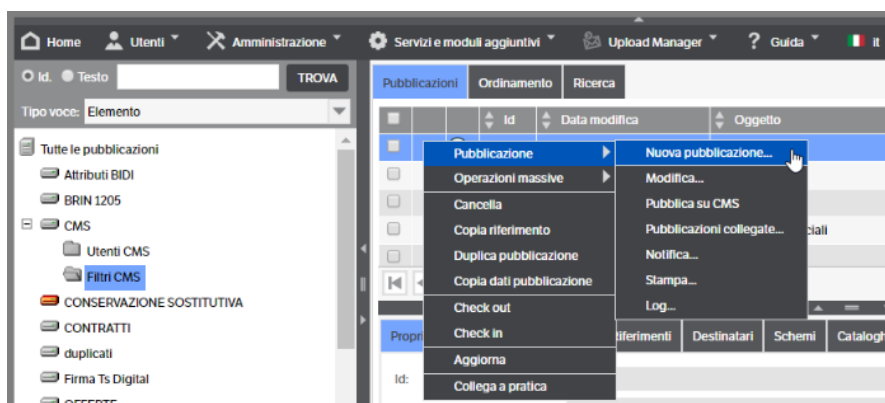 Home Utenti Amministrazione Servizi e moduli aggiuntivi Upload Manager ? Guida it
Id. Testo TROVA
Tipo voce: Elemento
Tutte le pubblicazioni
Attributi BIDI
BRIN 1205
CMS
Utenti CMS
Filtri CMS
CONSERVAZIONE SOSTITUTIVA
CONTRATTI
duplicati
Firma Ts Digital
OFFERTE
Pubblicazioni Ordinamento Ricerca
Id Data modifica Oggetto
Pubblicazione
Operazioni massive
Cancella
Copia riferimento
Duplica pubblicazione
Copia dati pubblicazione
Check out
Check in
Aggiorna
Collega a pratica
Nuova pubblicazione...
Modifica...
Pubblica su CMS
Pubblicazioni collegate...
Notifica...
Stampa...
Log...
ciali
Propri iferimenti Destinatari Schemi Catalogh
Id: